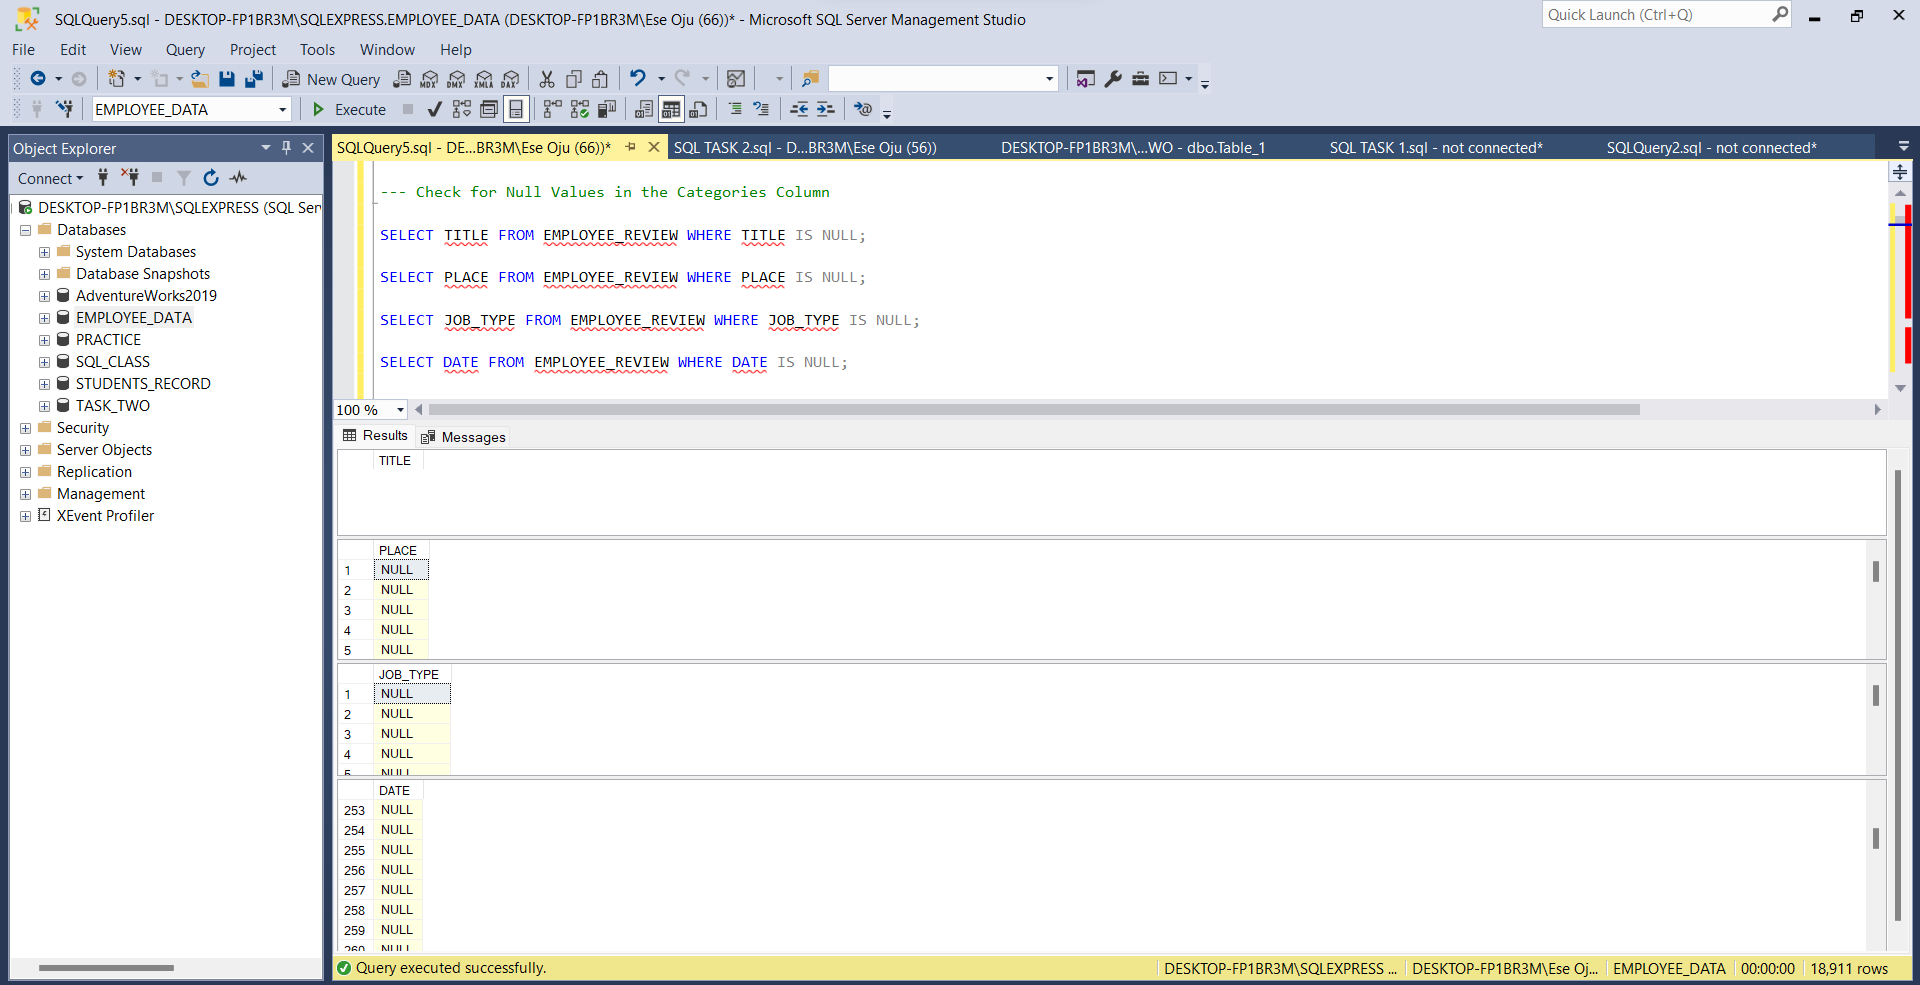 SQLQuery5.sql - DESKTOP-FP1BR3M\SQLEXPRESS.EMPLOYEE_DATA (DESKTOP-FP1BR3M\Ese Oju (66))* - Microsoft SQL Server Management Studio
Quick Launch (Ctrl+Q)
File Edit View Query Project Tools Window Help
New Query MDX DMX XMLA DAX
EMPLOYEE_DATA Execute
Object Explorer
Connect
DESKTOP-FP1BR3M\SQLEXPRESS (SQL Ser
Databases
System Databases
Database Snapshots
AdventureWorks2019
EMPLOYEE_DATA
PRACTICE
SQL_CLASS
STUDENTS_RECORD
TASK_TWO
Security
Server Objects
Replication
Management
XEvent Profiler
SQLQuery5.sql - DE...BR3M\Ese Oju (66))* SQL TASK 2.sql - D...BR3M\Ese Oju (56)) DESKTOP-FP1BR3M\...WO - dbo.Table_1 SQL TASK 1.sql - not connected* SQLQuery2.sql - not connected*
--- Check for Null Values in the Categories Column
SELECT TITLE FROM EMPLOYEE_REVIEW WHERE TITLE IS NULL;
SELECT PLACE FROM EMPLOYEE_REVIEW WHERE PLACE IS NULL;
SELECT JOB_TYPE FROM EMPLOYEE_REVIEW WHERE JOB_TYPE IS NULL;
SELECT DATE FROM EMPLOYEE_REVIEW WHERE DATE IS NULL;
100 %
Results Messages
TITLE
PLACE
1 NULL
2 NULL
3 NULL
4 NULL
5 NULL
JOB_TYPE
1 NULL
2 NULL
3 NULL
4 NULL
5 NULL
DATE
253 NULL
254 NULL
255 NULL
256 NULL
257 NULL
258 NULL
259 NULL
260 NULL
Query executed successfully. DESKTOP-FP1BR3M\SQLEXPRESS ... DESKTOP-FP1BR3M\Ese Oj... EMPLOYEE_DATA 00:00:00 18,911 rows